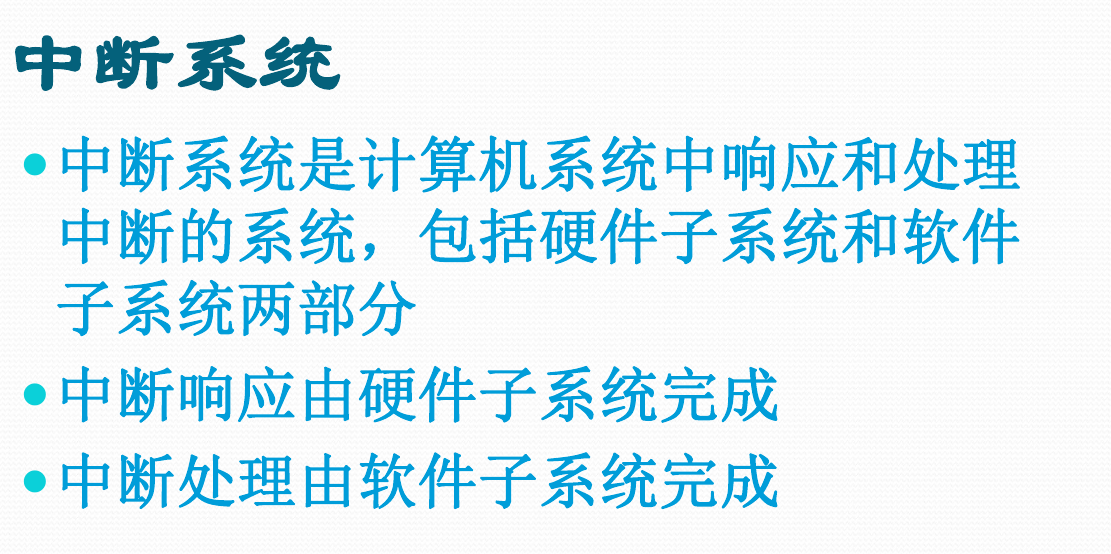 中断系统
•中断系统是计算机系统中响应和处理
中断的系统，包括硬件子系统和软件
子系统两部分
•中断响应由硬件子系统完成
•中断处理由软件子系统完成